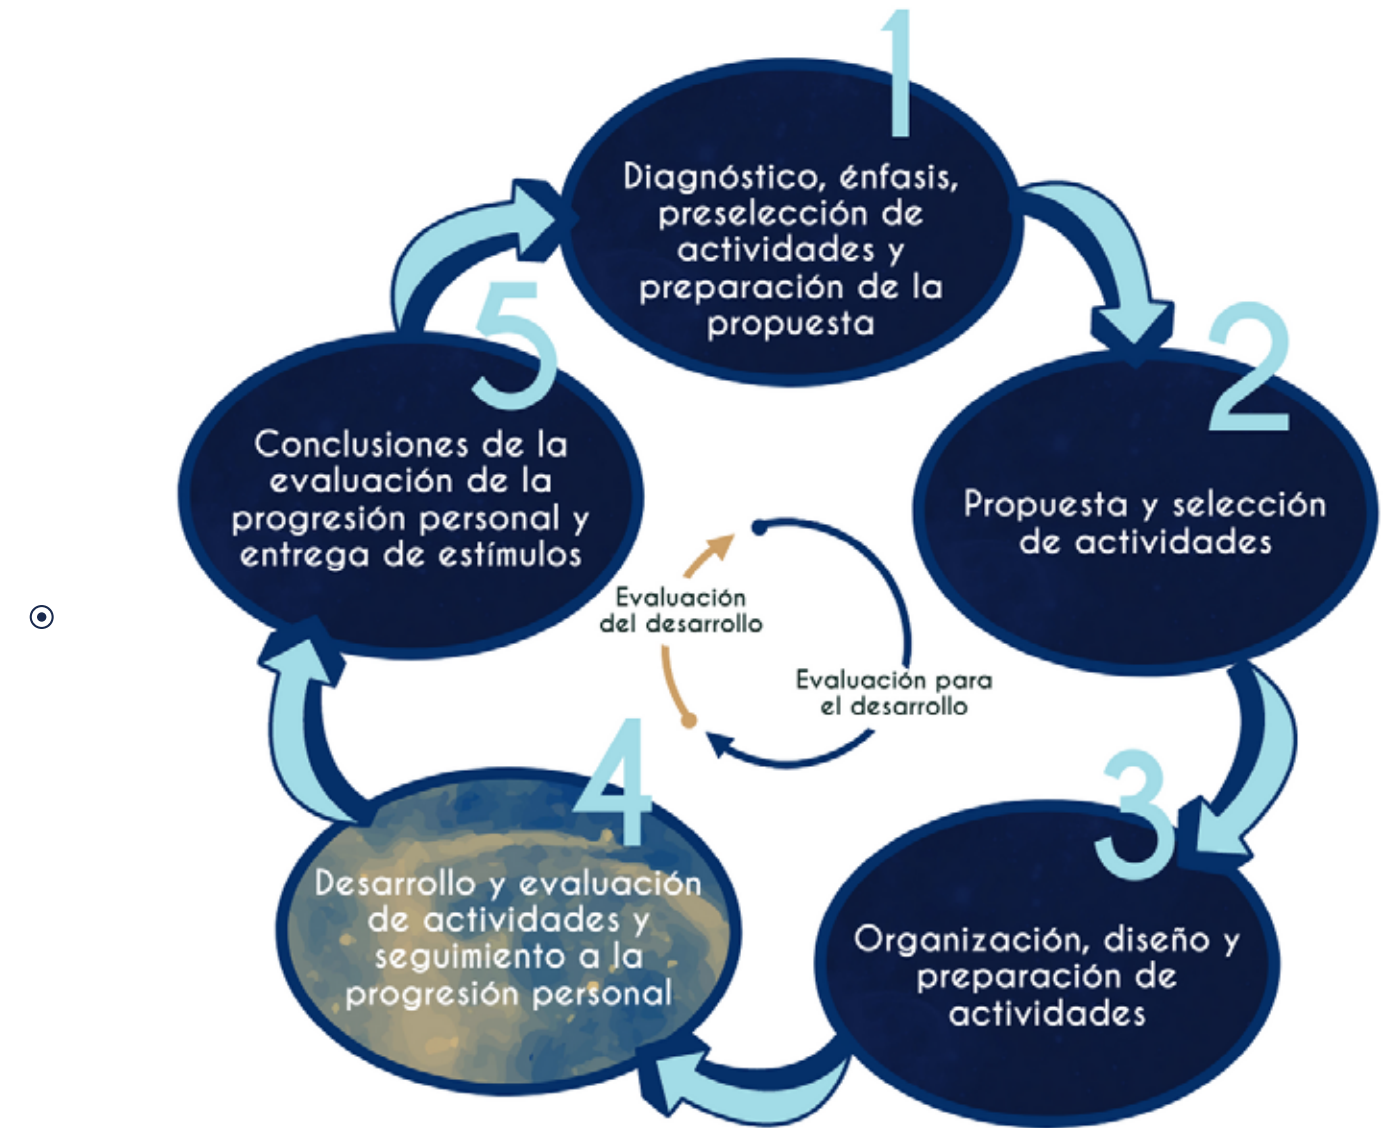 1
Diagnóstico, énfasis,
preselección de
actividades y
preparación de la
propuesta
2
Propuesta y selección
de actividades
3
Organización, diseño y
preparación de
actividades
4
Desarrollo y evaluación
de actividades y
seguimiento a la
progresión personal
5
Conclusiones de la
evaluación de la
progresión personal y
entrega de estímulos
Evaluación
del desarrollo
Evaluación para
el desarrollo